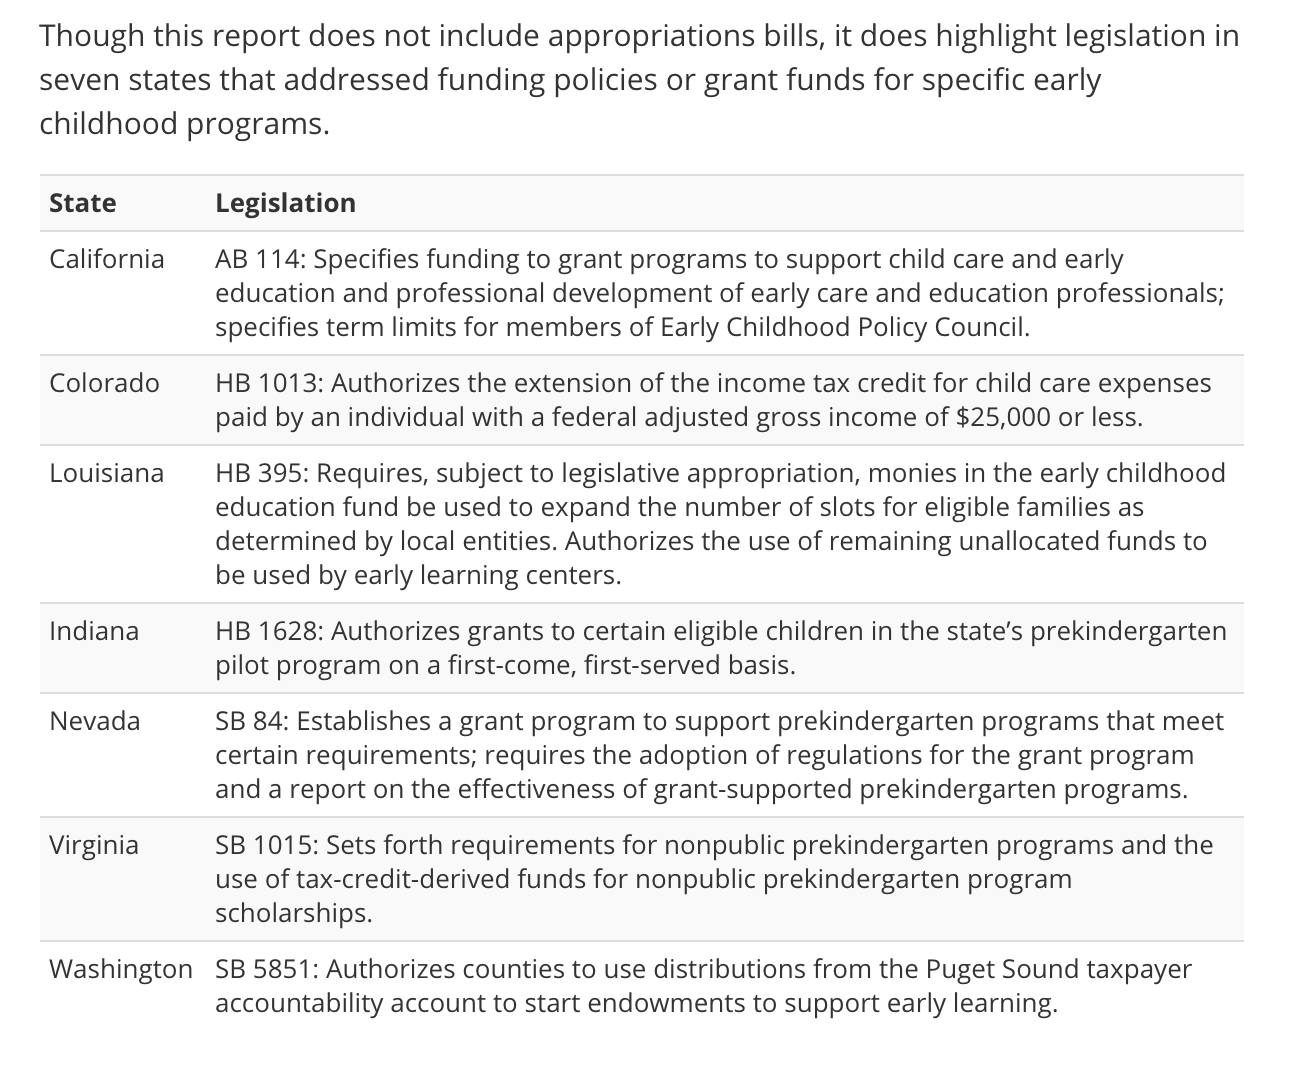 Though this report does not include appropriations bills, it does highlight legislation in
seven states that addressed funding policies or grant funds for specific early
childhood programs.
State Legislation
California AB 114: Specifies funding to grant programs to support child care and early
education and professional development of early care and education professionals;
specifies term limits for members of Early Childhood Policy Council.
Colorado HB 1013: Authorizes the extension of the income tax credit for child care expenses
paid by an individual with a federal adjusted gross income of $25,000 or less.
Louisiana HB 395: Requires, subject to legislative appropriation, monies in the early childhood
education fund be used to expand the number of slots for eligible families as
determined by local entities. Authorizes the use of remaining unallocated funds to
be used by early learning centers.
Indiana HB 1628: Authorizes grants to certain eligible children in the state’s prekindergarten
pilot program on a first-come, first-served basis.
Nevada SB 84: Establishes a grant program to support prekindergarten programs that meet
certain requirements; requires the adoption of regulations for the grant program
and a report on the effectiveness of grant-supported prekindergarten programs.
Virginia SB 1015: Sets forth requirements for nonpublic prekindergarten programs and the
use of tax-credit-derived funds for nonpublic prekindergarten program
scholarships.
Washington SB 5851: Authorizes counties to use distributions from the Puget Sound taxpayer
accountability account to start endowments to support early learning.